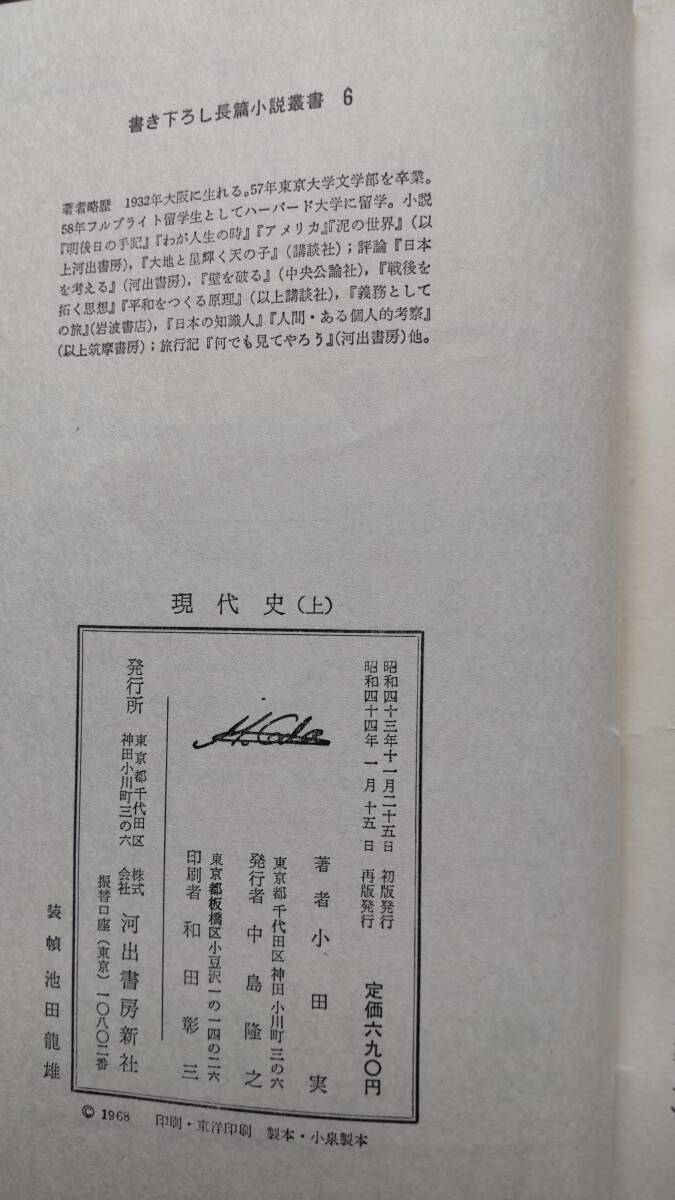 書き下ろし長篇小説叢書 6
著者略歴 1932年大阪に生れる。57年東京大学文学部を卒業。
58年フルブライト留学生としてハーバード大学に留学。小説
『明後日の手記』『わが人生の時』『アメリカ』『泥の世界』(以
上河出書房),『大地と星輝く天の子』(講談社);評論『日本
を考える』(河出書房),『壁を破る』(中央公論社),『戦後を
拓く思想』『平和をつくる原理』(以上講談社),『義務として
の旅』(岩波書店),『日本の知識人』『人間・ある個人的考察』
(以上筑摩書房);旅行記『何でも見てやろう』(河出書房)他。
現代史(上)
昭和四十三年十一月二十五日 初版発行
昭和四十四年 一月 十五日 再版発行
定価六九〇円
著者 小田実
東京都千代田区神田小川町三の六
発行者 中島隆之
東京都板橋区小豆沢一の一四の二六
印刷者 和田彰三
M. Oda
発行所
東京都千代田区
神田小川町三の六
株式会社 河出書房新社
振替口座(東京)一〇八〇二番
装幀 池田龍雄
© 1968 印刷・東洋印刷 製本・小泉製本